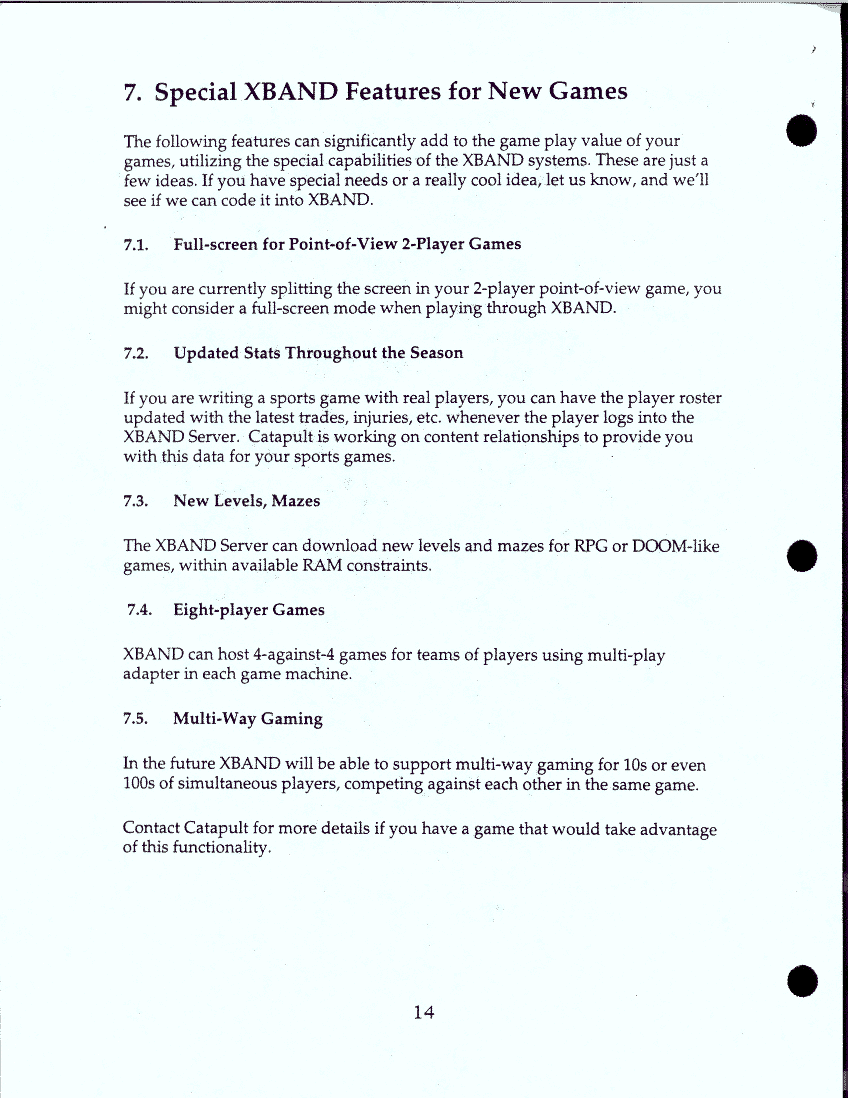 7. Special XBAND Features for New Games
The following features can significantly add to the game play value of your
games, utilizing the special capabilities of the XBAND systems. These are just a
few ideas. If you have special needs or a really cool idea, let us know, and we'll
see if we can code it into XBAND.
7.1. Full-screen for Point-of-View 2-Player Games
If you are currently splitting the screen in your 2-player point-of-view game, you
might consider a full-screen mode when playing through XBAND.
7.2. Updated Stats Throughout the Season
If you are writing a sports game with real players, you can have the player roster
updated with the latest trades, injuries, etc. whenever the player logs into the
XBAND Server. Catapult is working on content relationships to provide you
with this data for your sports games.
7.3. New Levels, Mazes
The XBAND Server can download new levels and mazes for RPG or DOOM-like
games, within available RAM constraints.
7.4. Eight-player Games
XBAND can host 4-against-4 games for teams of players using multi-play
adapter in each game machine.
7.5. Multi-Way Gaming
In the future XBAND will be able to support multi-way gaming for 10s or even
100s of simultaneous players, competing against each other in the same game.
Contact Catapult for more details if you have a game that would take advantage
of this functionality.
14